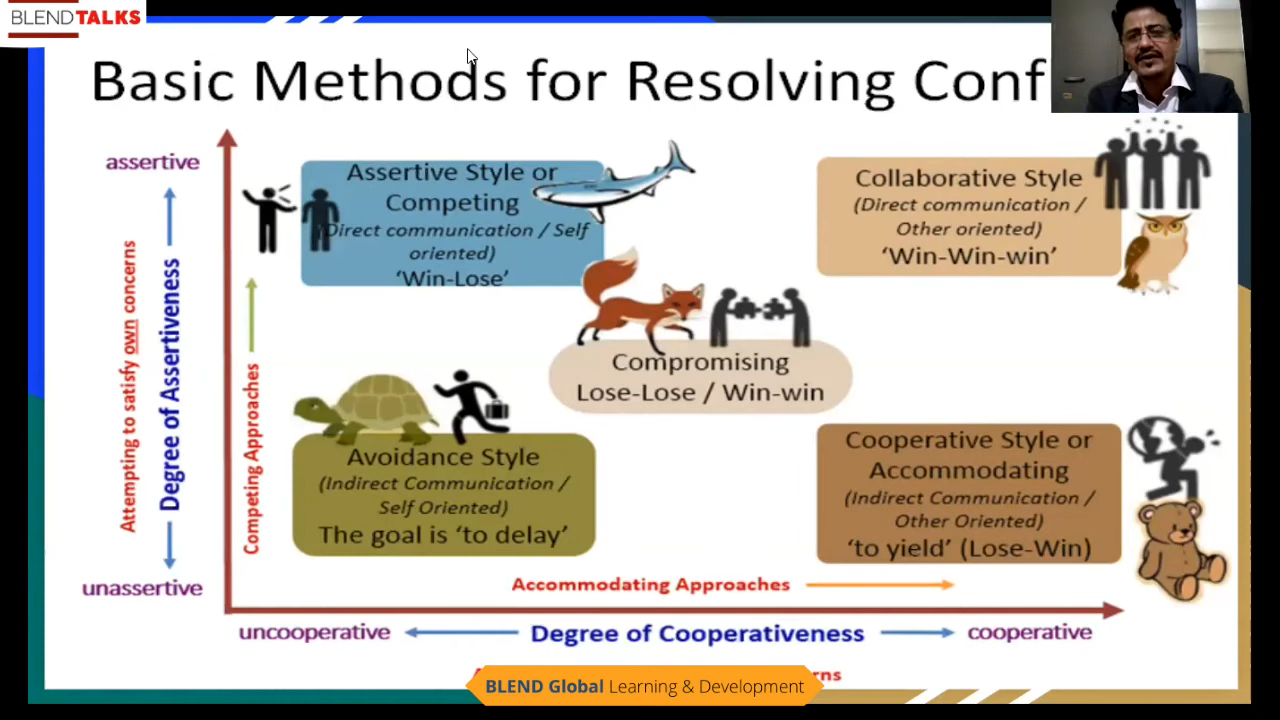 BLENDTALKS
Basic Methods for Resolving Conf
assertive
Assertive Style or
Competing
Direct communication / Self
oriented)
‘Win-Lose’
Collaborative Style
(Direct communication /
Other oriented)
‘Win-Win-win’
Compromising
Lose-Lose / Win-win
Attempting to satisfy own concerns
Degree of Assertiveness
Competing Approaches
Avoidance Style
(Indirect Communication /
Self Oriented)
The goal is ‘to delay’
Cooperative Style or
Accommodating
(Indirect Communication /
Other Oriented)
‘to yield’ (Lose-Win)
unassertive
Accommodating Approaches
uncooperative
Degree of Cooperativeness
cooperative
BLEND Global Learning & Development